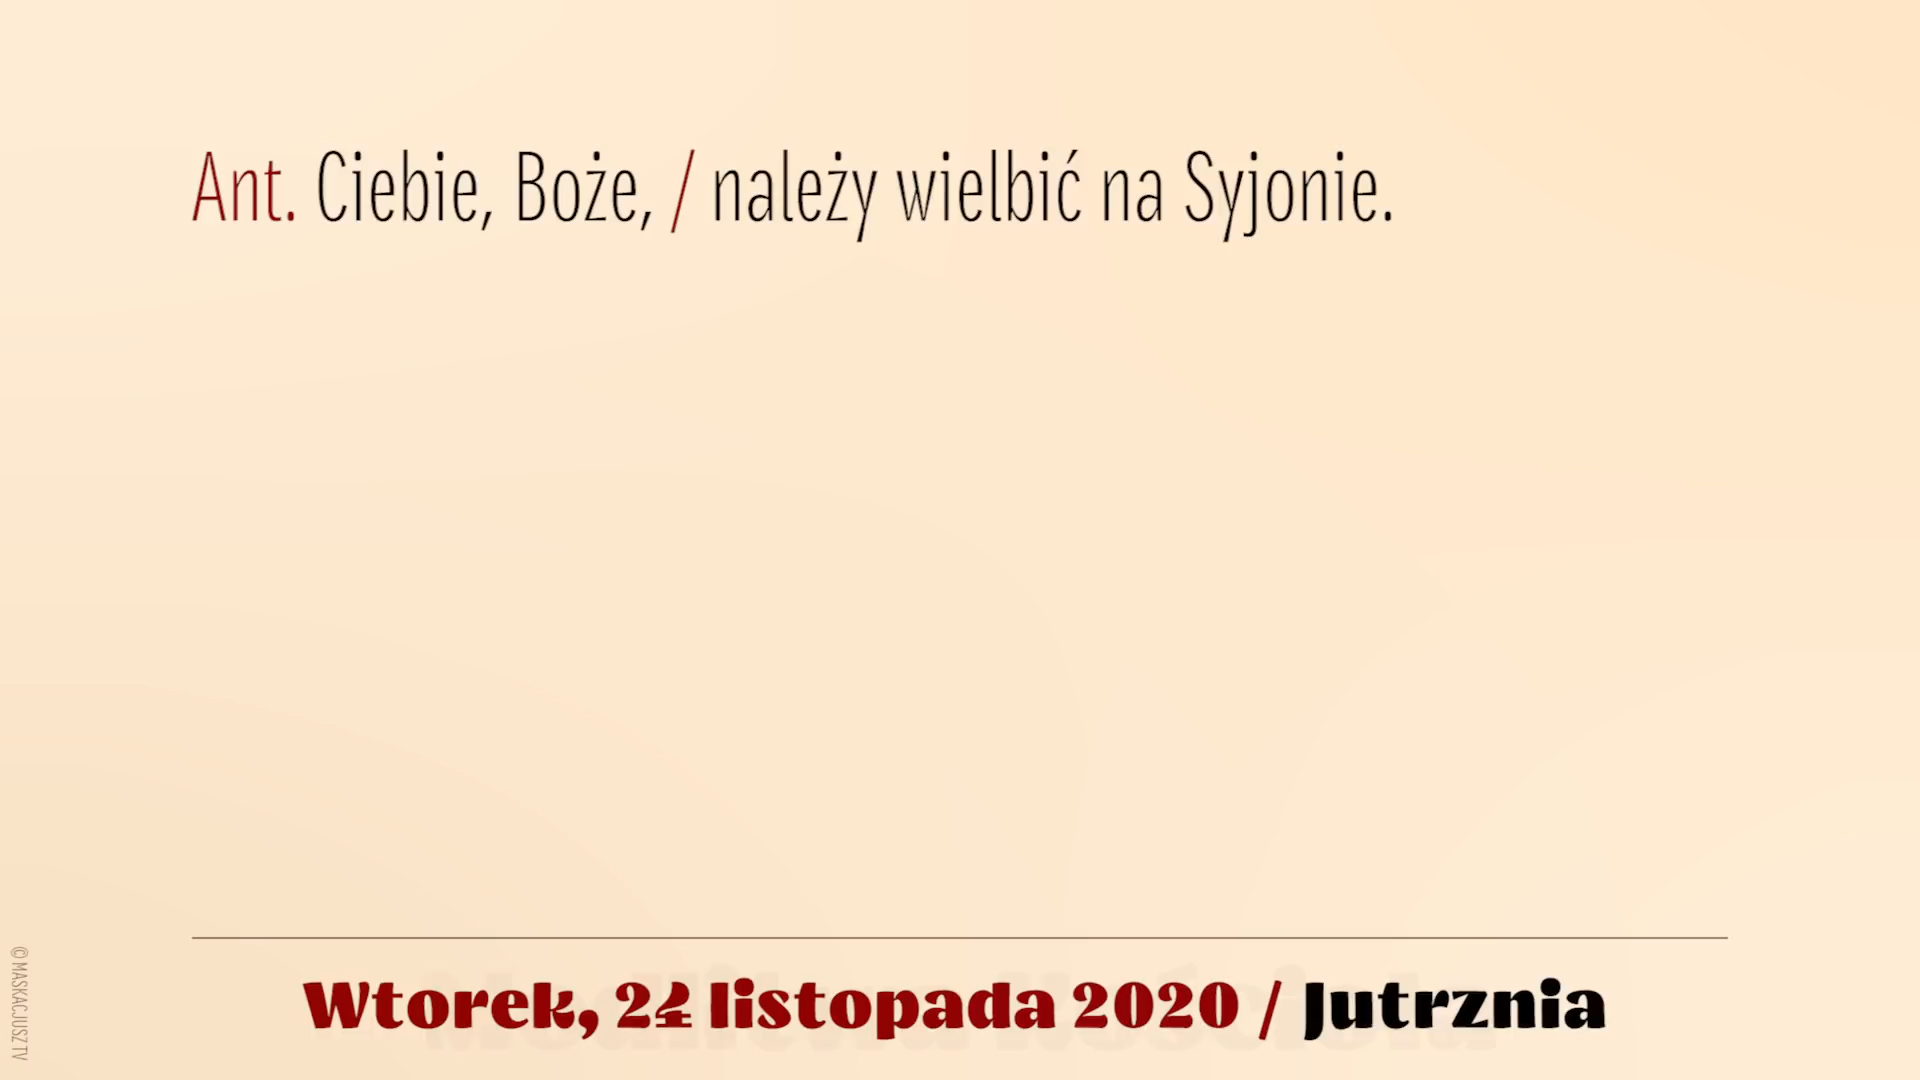 Ant. Ciebie, Boże, / należy wielbić na Syjonie.
Wtorek, 24 listopada 2020 / Jutrznia
© MASKACJUSZ TV